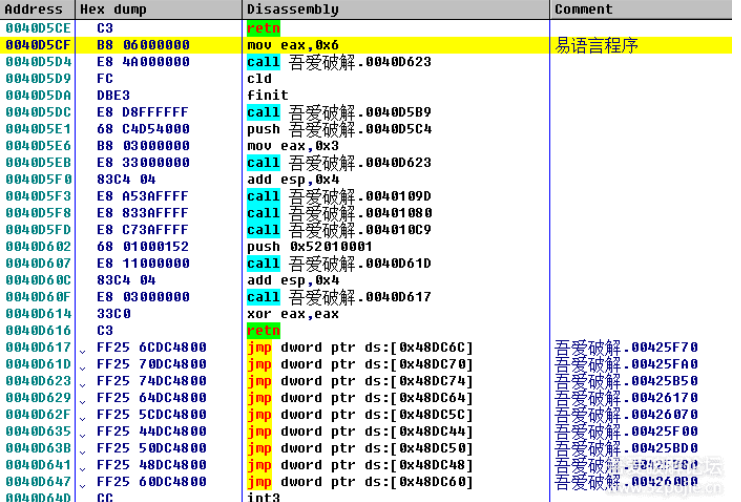 Address Hex dump Disassembly Comment
0040D5CE C3 retn
0040D5CF B8 06000000 mov eax,0x6 易语言程序
0040D5D4 E8 4A000000 call 吾爱破解.0040D623
0040D5D9 FC cld
0040D5DA DBE3 finit
0040D5DC E8 D8FFFFFF call 吾爱破解.0040D5B9
0040D5E1 68 C4D54000 push 吾爱破解.0040D5C4
0040D5E6 B8 03000000 mov eax,0x3
0040D5EB E8 33000000 call 吾爱破解.0040D623
0040D5F0 83C4 04 add esp,0x4
0040D5F3 E8 A53AFFFF call 吾爱破解.0040109D
0040D5F8 E8 833AFFFF call 吾爱破解.00401080
0040D5FD E8 C73AFFFF call 吾爱破解.004010C9
0040D602 68 01000152 push 0x52010001
0040D607 E8 11000000 call 吾爱破解.0040D61D
0040D60C 83C4 04 add esp,0x4
0040D60F E8 03000000 call 吾爱破解.0040D617
0040D614 33C0 xor eax,eax
0040D616 C3 retn
0040D617 FF25 6CDC4800 jmp dword ptr ds:[0x48DC6C] 吾爱破解.00425F70
0040D61D FF25 70DC4800 jmp dword ptr ds:[0x48DC70] 吾爱破解.00425FA0
0040D623 FF25 74DC4800 jmp dword ptr ds:[0x48DC74] 吾爱破解.00425B50
0040D629 FF25 64DC4800 jmp dword ptr ds:[0x48DC64] 吾爱破解.00426170
0040D62F FF25 5CDC4800 jmp dword ptr ds:[0x48DC5C] 吾爱破解.00426070
0040D635 FF25 44DC4800 jmp dword ptr ds:[0x48DC44] 吾爱破解.00425F00
0040D63B FF25 50DC4800 jmp dword ptr ds:[0x48DC50] 吾爱破解.00425BD0
0040D641 FF25 48DC4800 jmp dword ptr ds:[0x48DC48]
0040D647 FF25 60DC4800 jmp dword ptr ds:[0x48DC60] 吾爱破解.004260B0
0040D64D CC int3
www.52pojie.cn